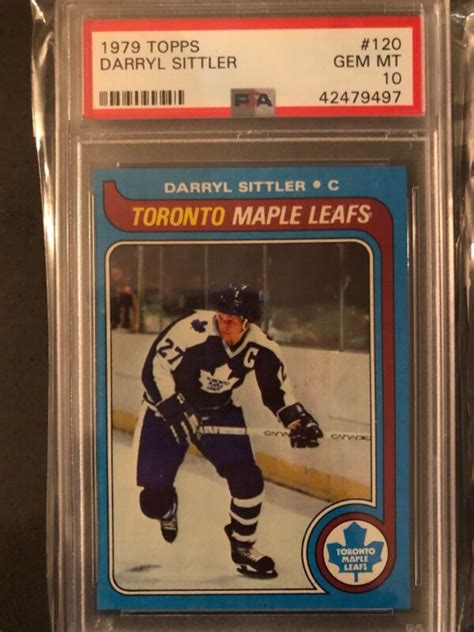 1979 TOPPS #120
DARRYL SITTLER GEM MT
10
PSA 42479497
DARRYL SITTLER • C
TORONTO MAPLE LEAFS
27
C
CANADIEN
TORONTO
MAPLE
LEAFS